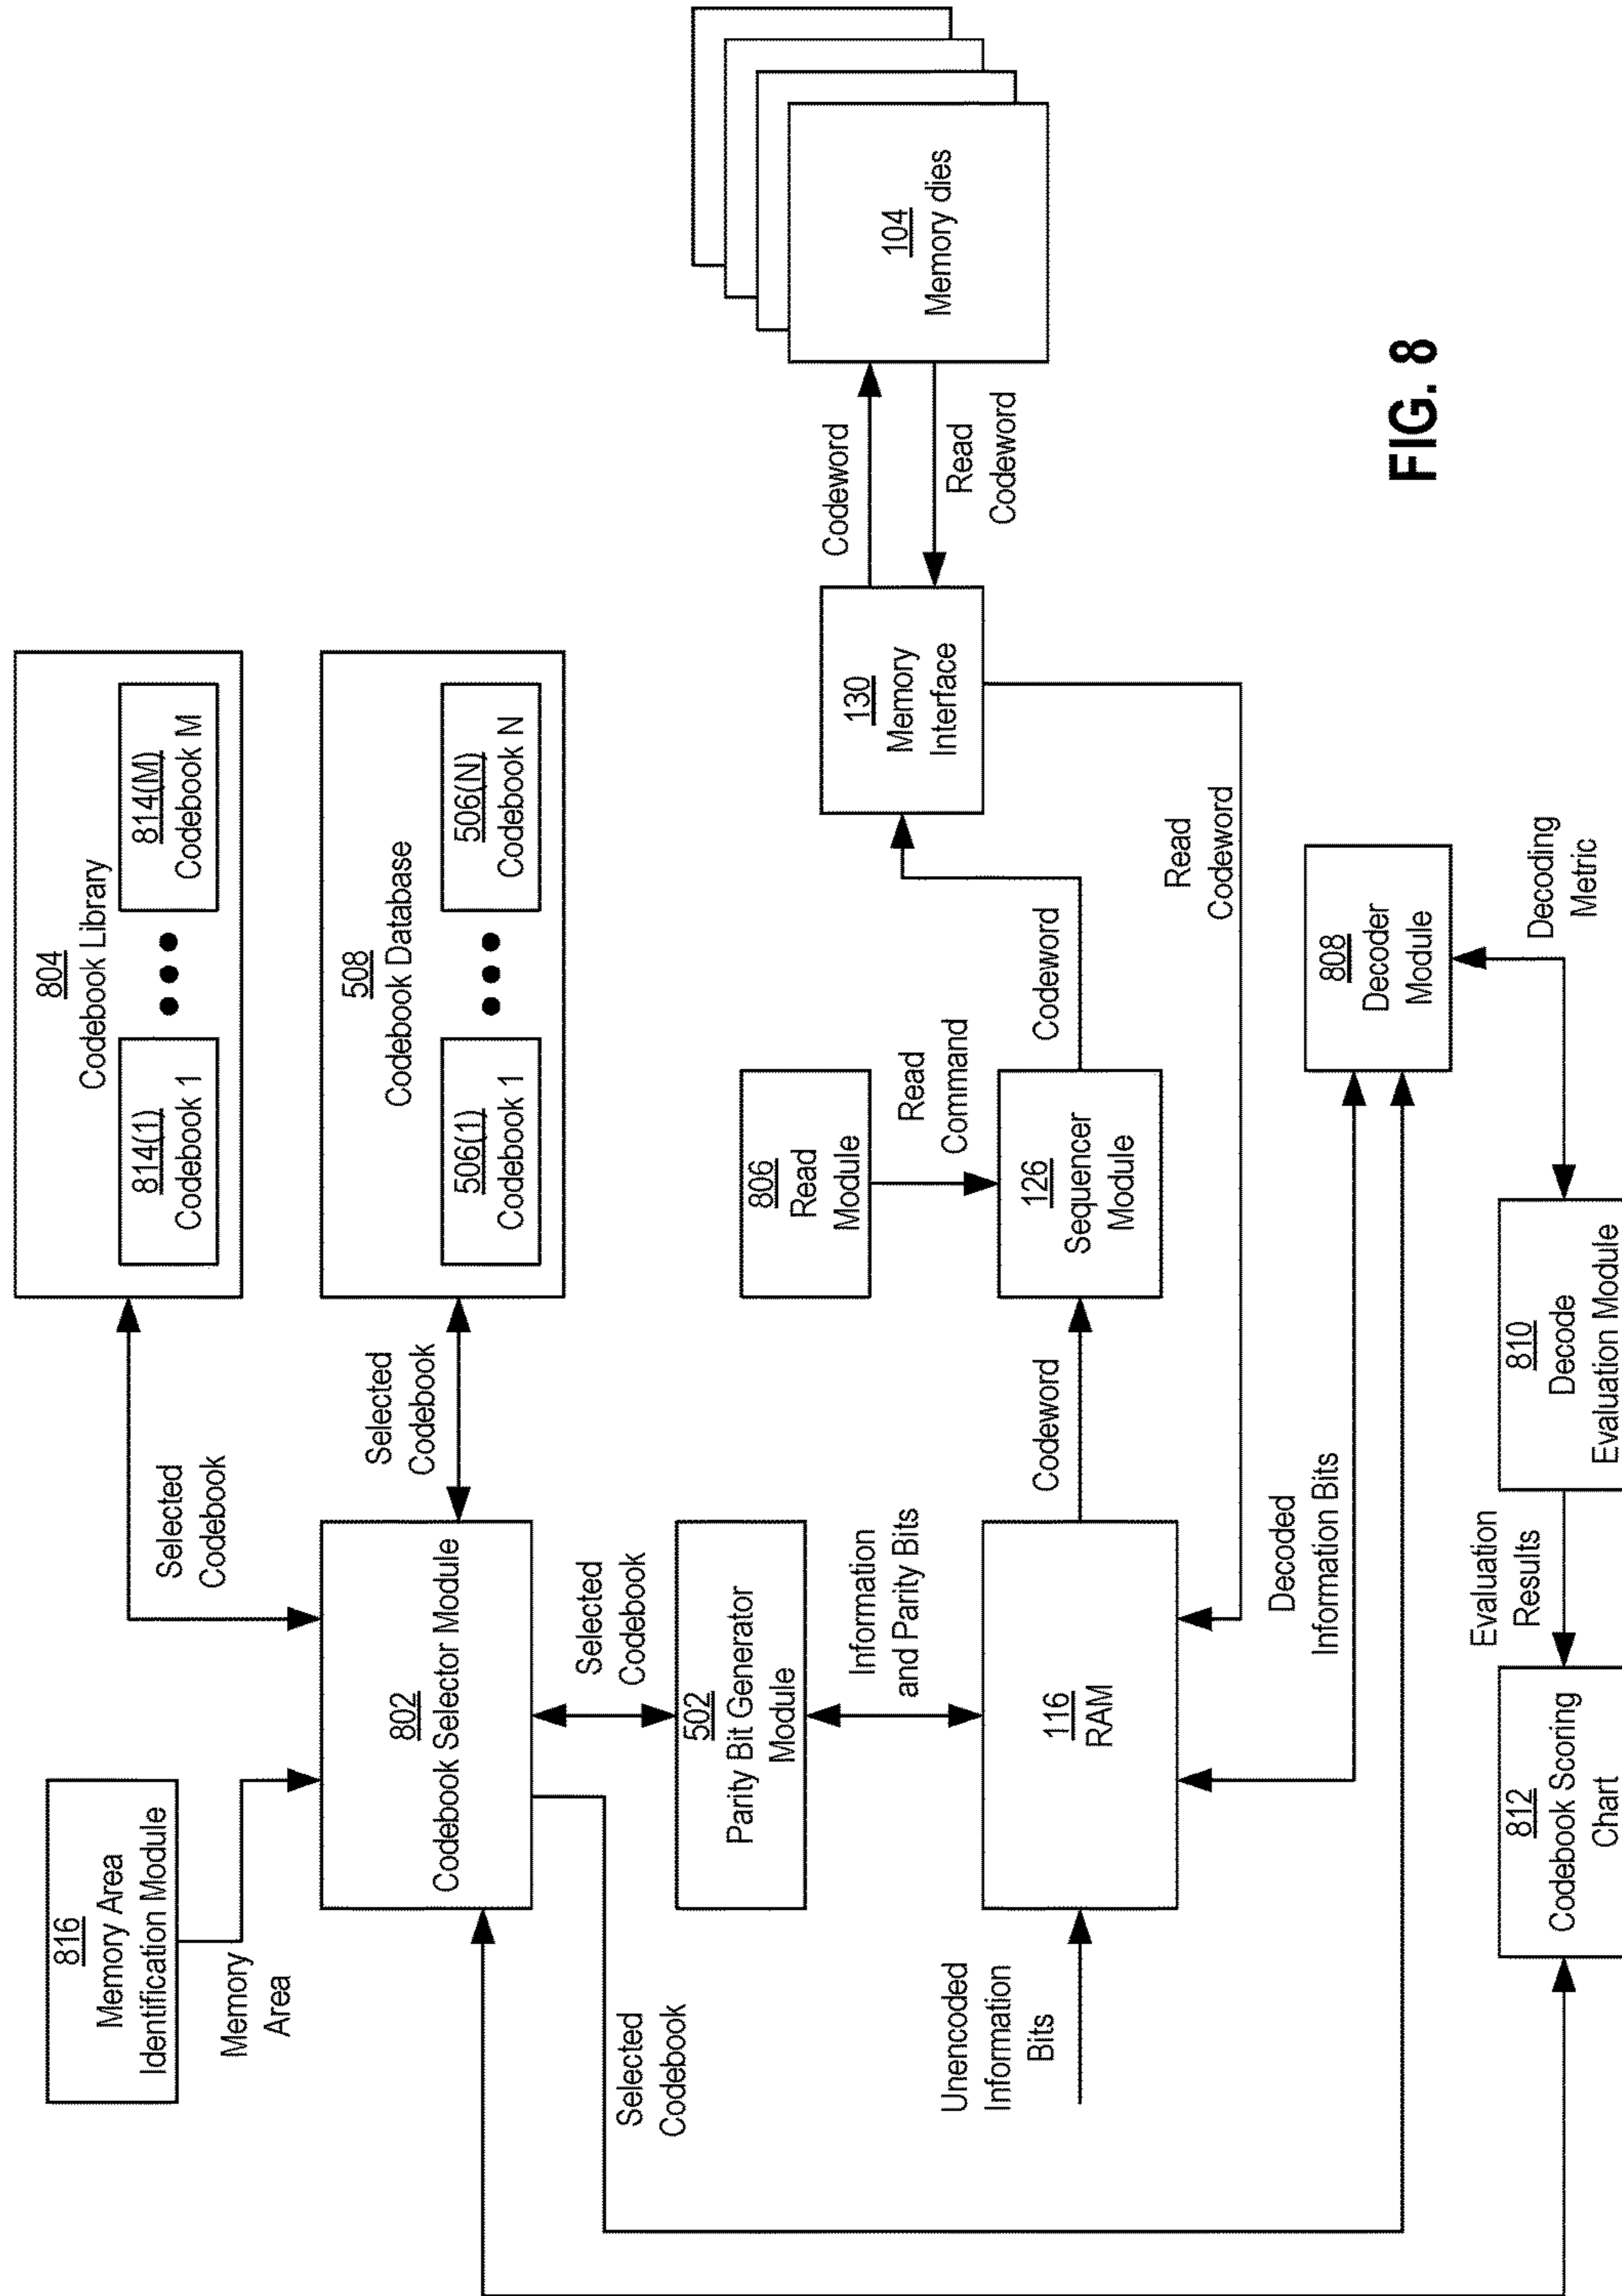 816
Memory Area
Identification Module
Memory
Area
804
Codebook Library
814(1)
Codebook 1
814(M)
Codebook M
Selected
Codebook
802
Codebook Selector Module
508
Codebook Database
506(1)
Codebook 1
506(N)
Codebook N
Selected
Codebook
Selected
Codebook
Selected
Codebook
502
Parity Bit Generator
Module
Information
and Parity Bits
806
Read
Module
Read
Command
Unencoded
Information
Bits
116
RAM
Codeword
126
Sequencer
Module
Codeword
130
Memory
Interface
Codeword
Read
Codeword
104
Memory dies
Read
Codeword
Decoded
Information Bits
808
Decoder
Module
Decoding
Metric
812
Codebook Scoring
Chart
Evaluation
Results
810
Decode
Evaluation Module
FIG. 8